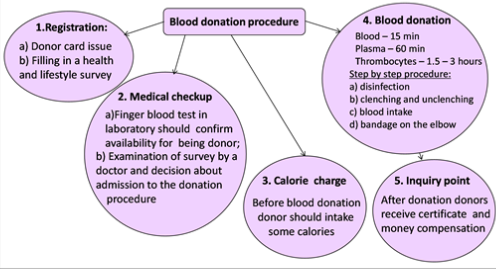 Blood donation procedure
1.Registration:
a) Donor card issue
b) Filling in a health
and lifestyle survey
2. Medical checkup
a)Finger blood test in
laboratory should confirm
availability for being donor;
b) Examination of survey by a
doctor and decision about
admission to the donation
procedure
3. Calorie charge
Before blood donation
donor should intake
some calories
4. Blood donation
Blood – 15 min
Plasma – 60 min
Thrombocytes – 1.5 – 3 hours
Step by step procedure:
a) disinfection
b) clenching and unclenching:
c) blood intake
d) bandage on the elbow
5. Inquiry point
After donation donors
receive certificate and
money compensation